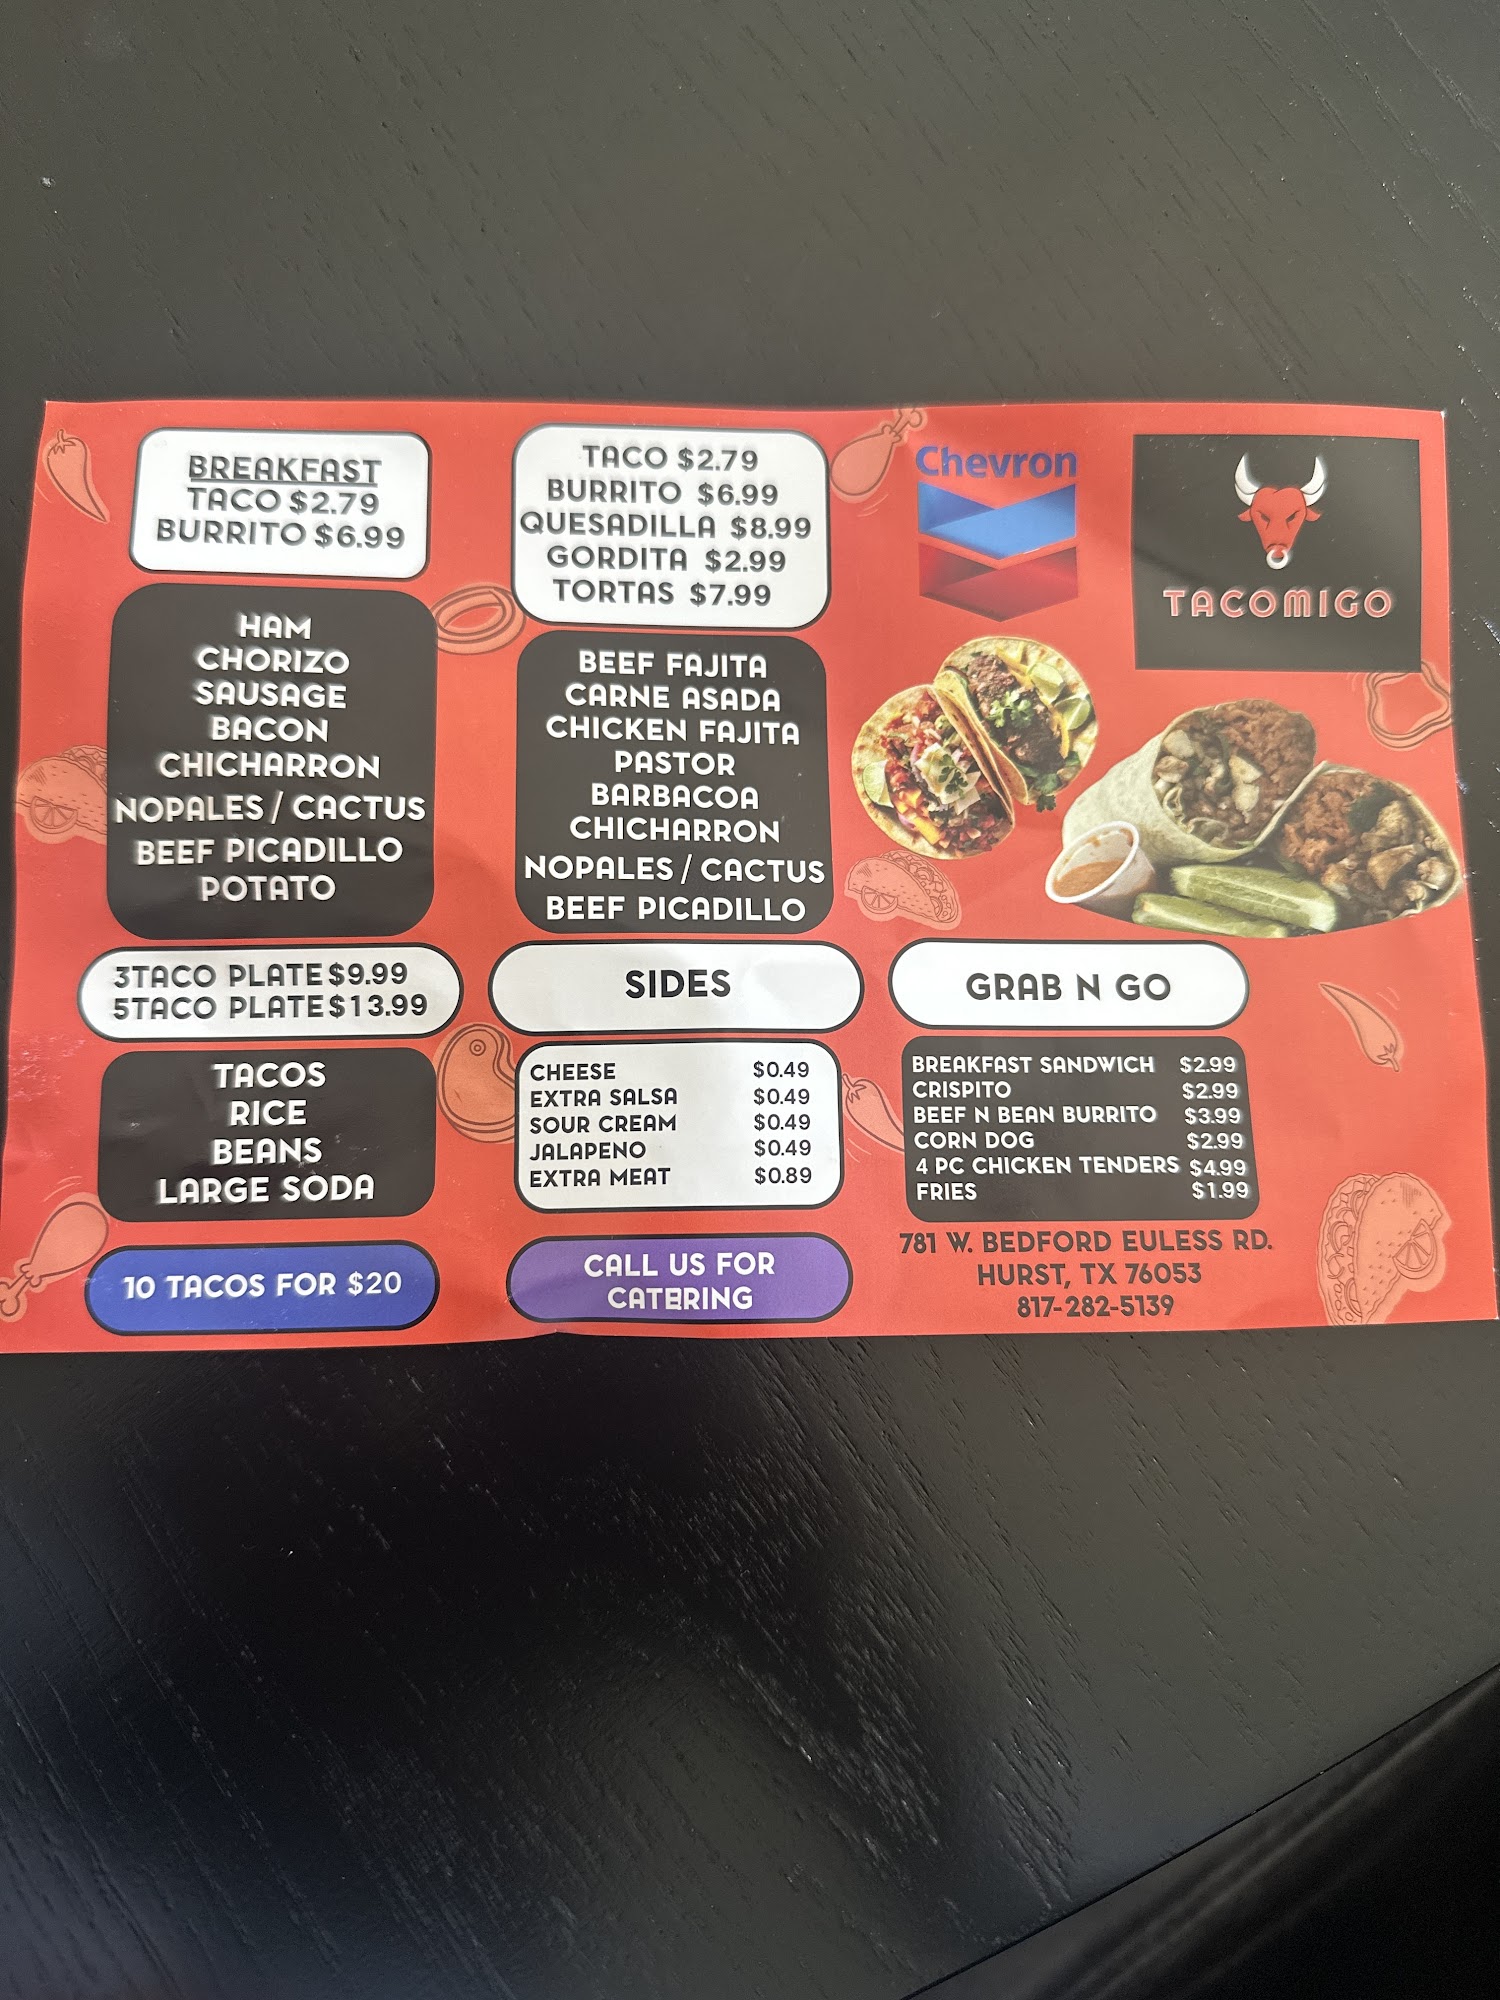 BREAKFAST
TACO $2.79
BURRITO $6.99
HAM
CHORIZO
SAUSAGE
BACON
CHICHARRON
NOPALES / CACTUS
BEEF PICADILLO
POTATO
3TACO PLATE $9.99
5TACO PLATE $13.99
TACOS
RICE
BEANS
LARGE SODA
10 TACOS FOR $20
TACO $2.79
BURRITO $6.99
QUESADILLA $8.99
GORDITA $2.99
TORTAS $7.99
BEEF FAJITA
CARNE ASADA
CHICKEN FAJITA
PASTOR
BARBACOA
CHICHARRON
NOPALES / CACTUS
BEEF PICADILLO
SIDES
CHEESE $0.49
EXTRA SALSA $0.49
SOUR CREAM $0.49
JALAPENO $0.49
EXTRA MEAT $0.89
CALL US FOR
CATERING
Chevron
TACOMIGO
GRAB N GO
BREAKFAST SANDWICH $2.99
CRISPITO $2.99
BEEF N BEAN BURRITO $3.99
CORN DOG $2.99
4 PC CHICKEN TENDERS $4.99
FRIES $1.99
781 W. BEDFORD EULESS RD.
HURST, TX 76053
817-282-5139